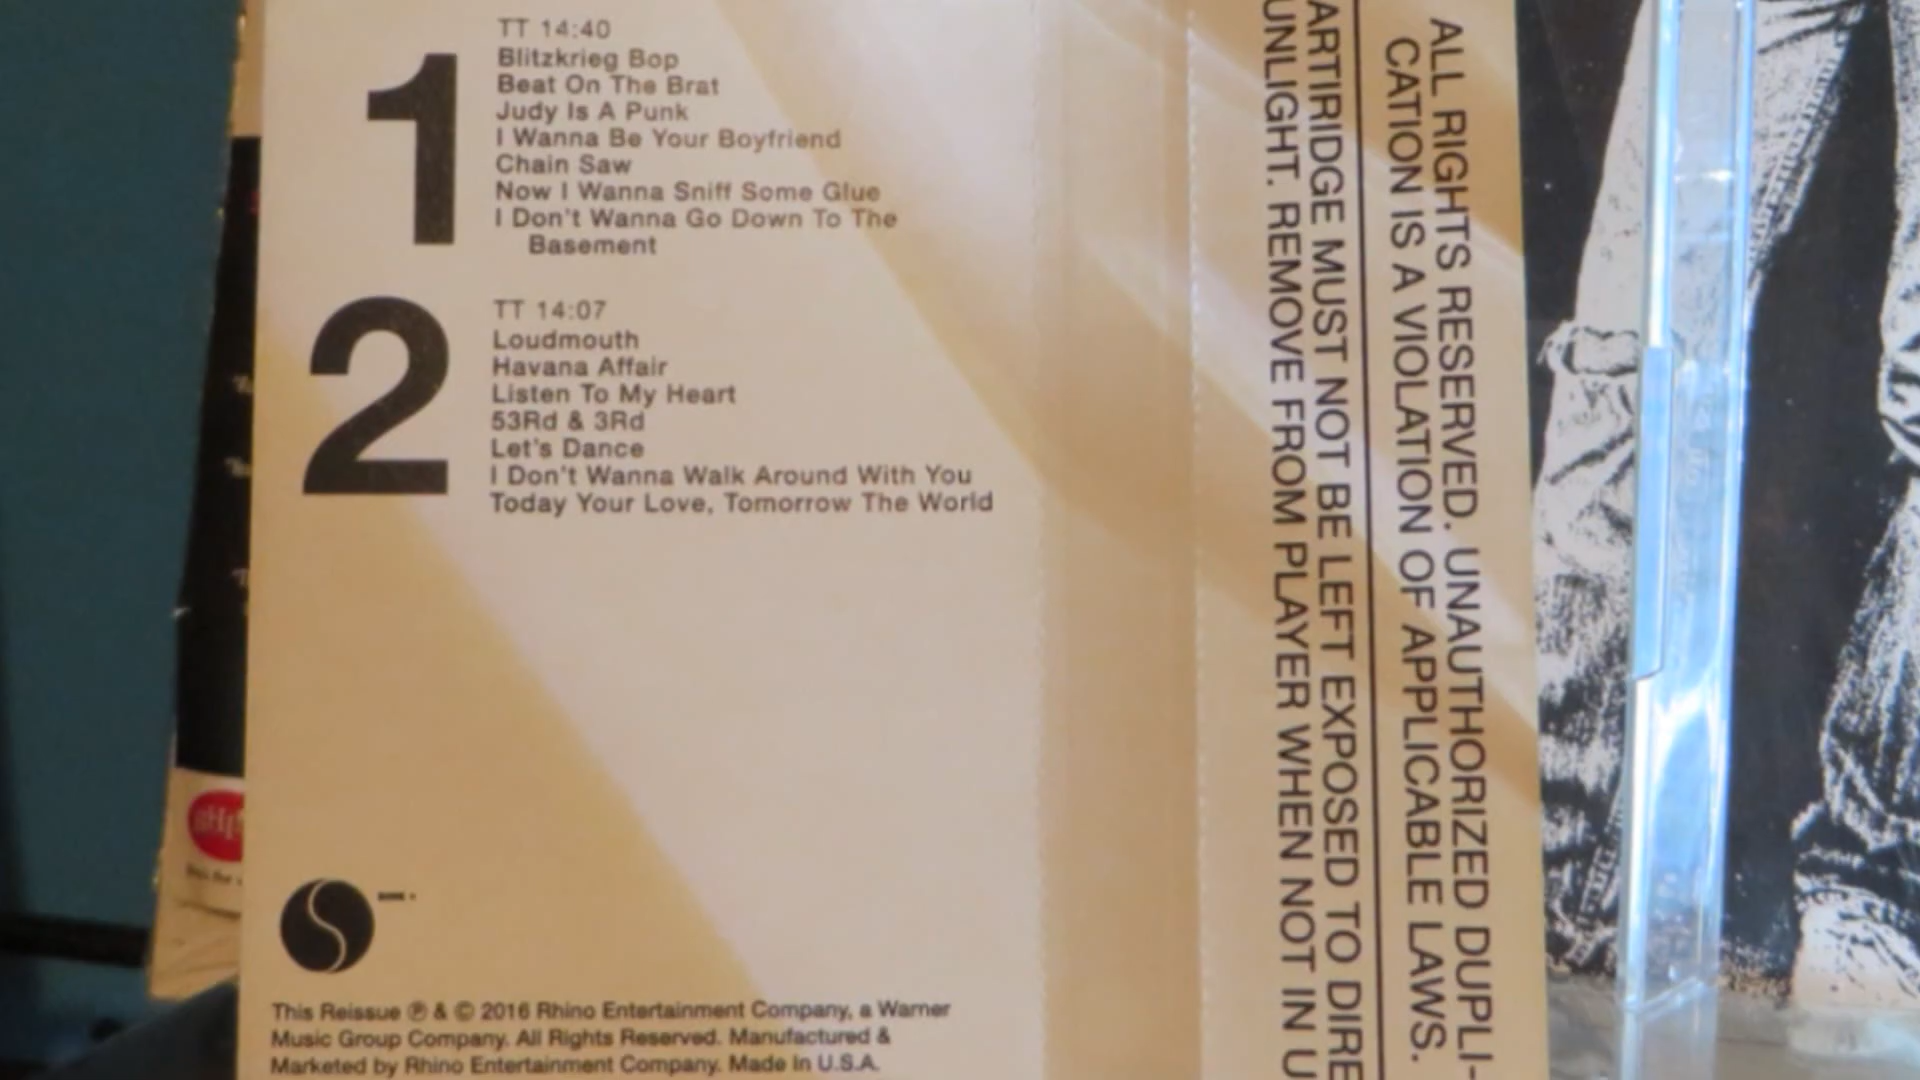 TT 14:40
1
Blitzkrieg Bop
Beat On The Brat
Judy Is A Punk
I Wanna Be Your Boyfriend
Chain Saw
Now I Wanna Sniff Some Glue
I Don't Wanna Go Down To The
Basement
TT 14:07
2
Loudmouth
Havana Affair
Listen To My Heart
53Rd & 3Rd
Let's Dance
I Don't Wanna Walk Around With You
Today Your Love, Tomorrow The World
This Reissue ℗ & © 2016 Rhino Entertainment Company, a Warner
Music Group Company. All Rights Reserved. Manufactured &
Marketed by Rhino Entertainment Company. Made In U.S.A.
ALL RIGHTS RESERVED. UNAUTHORIZED DUPLI-
CATION IS A VIOLATION OF APPLICABLE LAWS.
ARTIRIDGE MUST NOT BE LEFT EXPOSED TO DIRE
UNLIGHT. REMOVE FROM PLAYER WHEN NOT IN U